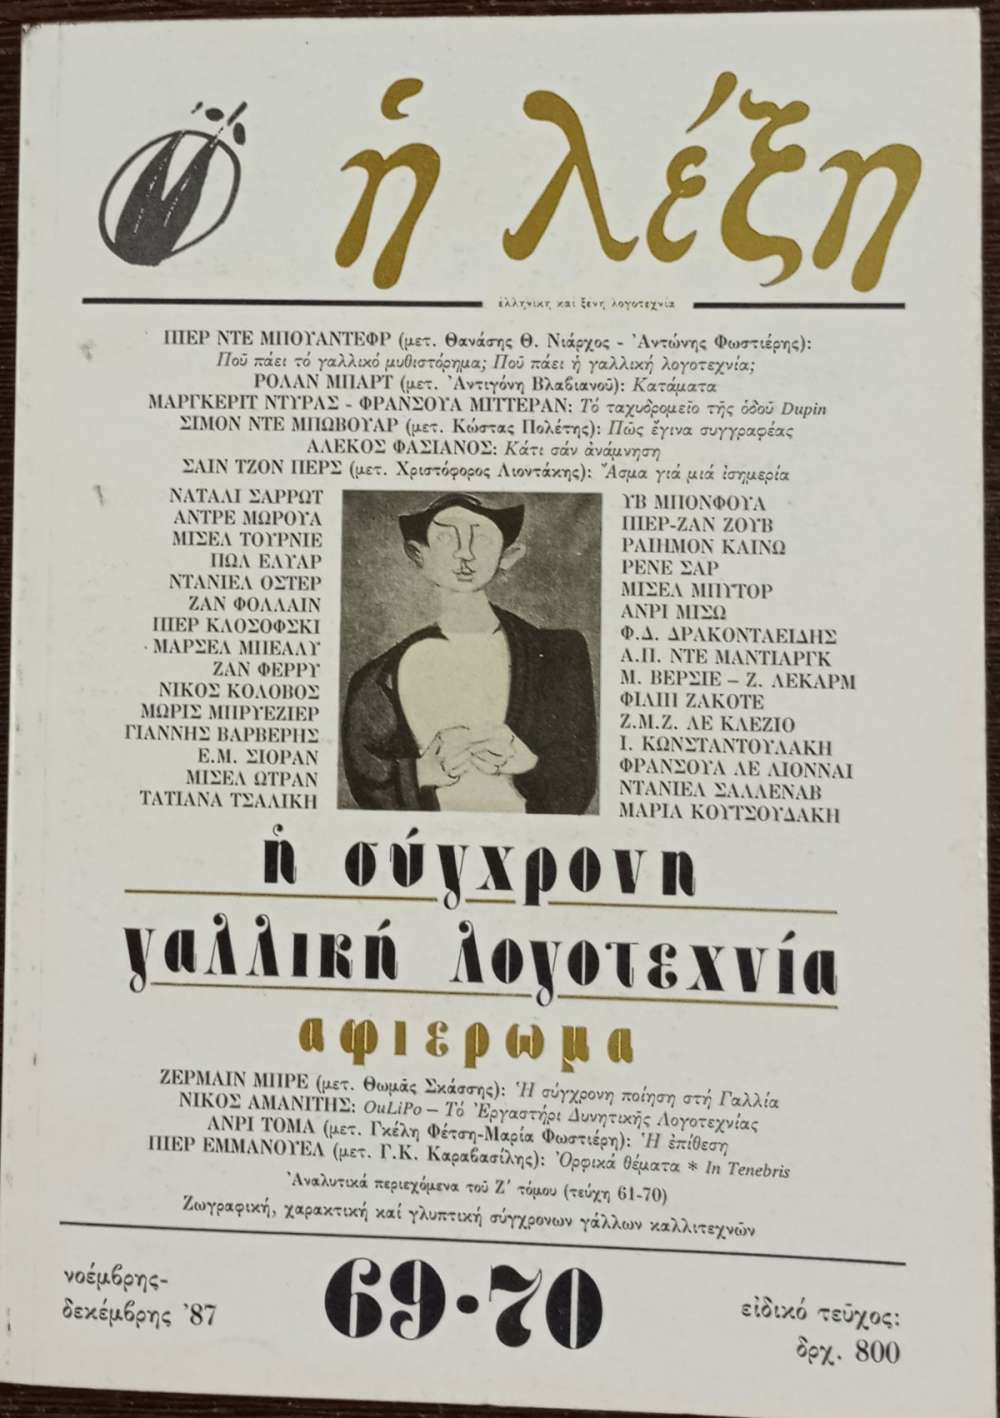 ἡ λέξη
ἑλληνικη και ξενη λογοτεχνία
ΠΙΕΡ ΝΤΕ ΜΠΟΥΑΝΤΕΦΡ (μετ. Θανάσης Θ. Νιάρχος - Ἀντώνης Φωστιέρης):
Ποῦ πάει τό γαλλικό μυθιστόρημα; Ποῦ πάει ἡ γαλλική λογοτεχνία;
ΡΟΛΑΝ ΜΠΑΡΤ (μετ. Ἀντιγόνη Βλαβιανοῦ): Κατάματα
ΜΑΡΓΚΕΡΙΤ ΝΤΥΡΑΣ - ΦΡΑΝΣΟΥΑ ΜΙΤΤΕΡΑΝ: Τό ταχυδρομεῖο τῆς ὁδοῦ Dupin
ΣΙΜΟΝ ΝΤΕ ΜΠΩΒΟΥΑΡ (μετ. Κώστας Πολέτης): Πῶς ἔγινα συγγραφέας
ΑΛΕΚΟΣ ΦΑΣΙΑΝΟΣ: Κάτι σάν ἀνάμνηση
ΣΑΙΝ ΤΖΟΝ ΠΕΡΣ (μετ. Χριστόφορος Λιοντάκης): Ἄσμα γιά μιά ἰσημερία
ΝΑΤΑΛΙ ΣΑΡΡΩΤ
ΑΝΤΡΕ ΜΩΡΟΥΑ
ΜΙΣΕΛ ΤΟΥΡΝΙΕ
ΠΩΛ ΕΛΥΑΡ
ΝΤΑΝΙΕΛ ΟΣΤΕΡ
ΖΑΝ ΦΟΛΛΑΙΝ
ΠΙΕΡ ΚΛΟΣΟΦΣΚΙ
ΜΑΡΣΕΛ ΜΠΕΑΛΥ
ΖΑΝ ΦΕΡΡΥ
ΝΙΚΟΣ ΚΟΛΟΒΟΣ
ΜΩΡΙΣ ΜΠΡΥΕΖΙΕΡ
ΓΙΑΝΝΗΣ ΒΑΡΒΕΡΗΣ
Ε.Μ. ΣΙΟΡΑΝ
ΜΙΣΕΛ ΩΤΡΑΝ
ΤΑΤΙΑΝΑ ΤΣΑΛΙΚΗ
ΥΒ ΜΠΟΝΦΟΥΑ
ΠΙΕΡ-ΖΑΝ ΖΟΥΒ
ΡΑΙΗΜΟΝ ΚΑΙΝΩ
ΡΕΝΕ ΣΑΡ
ΜΙΣΕΛ ΜΠΥΤΟΡ
ΑΝΡΙ ΜΙΣΩ
Φ.Δ. ΔΡΑΚΟΝΤΑΕΙΔΗΣ
Α.Π. ΝΤΕ ΜΑΝΤΙΑΡΓΚ
Μ. ΒΕΡΣΙΕ – Ζ. ΛΕΚΑΡΜ
ΦΙΛΙΠ ΖΑΚΟΤΕ
Ζ.Μ.Ζ. ΛΕ ΚΛΕΖΙΟ
Ι. ΚΩΝΣΤΑΝΤΟΥΛΑΚΗ
ΦΡΑΝΣΟΥΑ ΛΕ ΛΙΟΝΝΑΙ
ΝΤΑΝΙΕΛ ΣΑΛΛΕΝΑΒ
ΜΑΡΙΑ ΚΟΥΤΣΟΥΔΑΚΗ
ἡ σύγχρονη
γαλλική λογοτεχνία
αφιερωμα
ΖΕΡΜΑΙΝ ΜΠΡΕ (μετ. Θωμᾶς Σκάσσης): Ἡ σύγχρονη ποίηση στή Γαλλία
ΝΙΚΟΣ ΑΜΑΝΙΤΗΣ: OuLiPo – Τό Ἐργαστήρι Δυνητικῆς Λογοτεχνίας
ΑΝΡΙ ΤΟΜΑ (μετ. Γκέλη Φέτση-Μαρία Φωστιέρη): Ἡ ἐπίθεση
ΠΙΕΡ ΕΜΜΑΝΟΥΕΛ (μετ. Γ.Κ. Καραβασίλης): Ὀρφικά θέματα * In Tenebris
Ἀναλυτικά περιεχόμενα τοῦ Ζ' τόμου (τεύχη 61-70)
Ζωγραφική, χαρακτική καί γλυπτική σύγχρονων γάλλων καλλιτεχνῶν
νοέμβρης-
δεκέμβρης '87
69·70
εἰδικό τεῦχος:
δρχ. 800